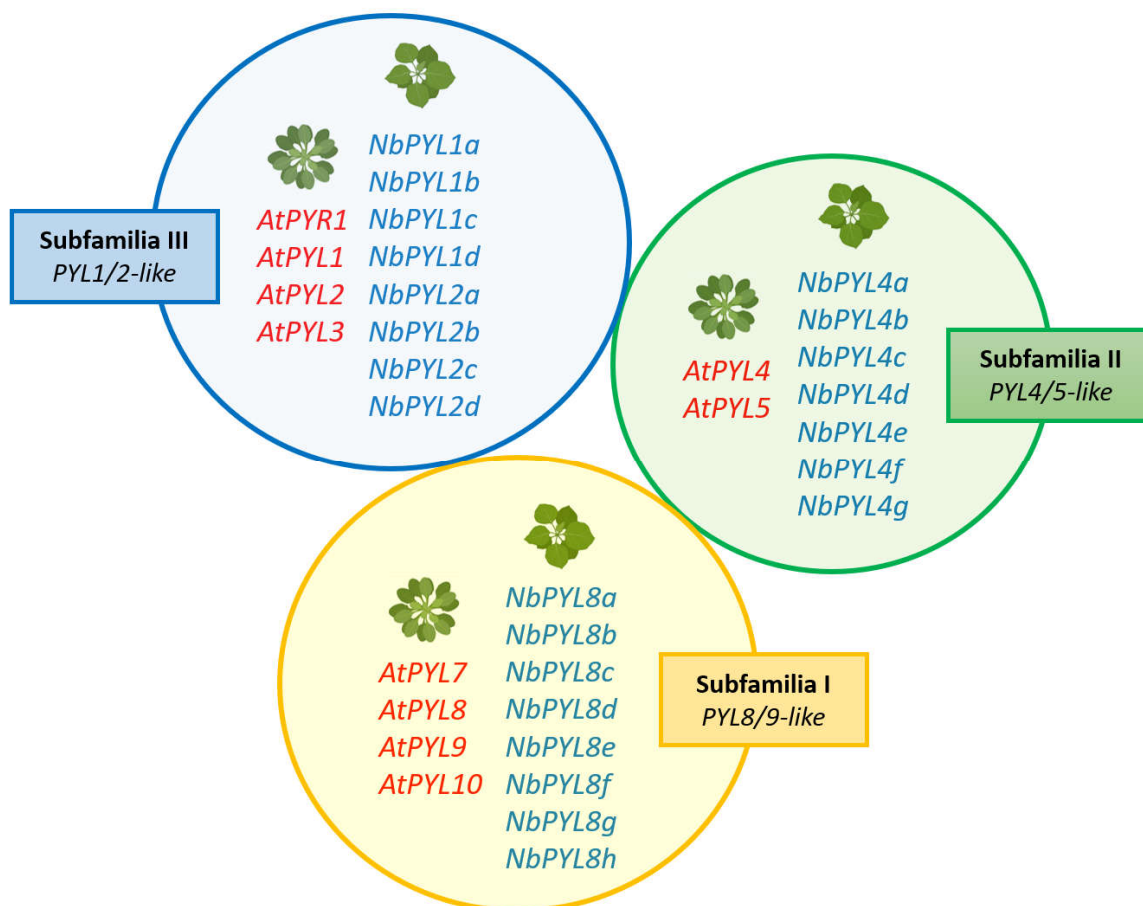 Subfamilia III
PYL1/2-like
AtPYR1
AtPYL1
AtPYL2
AtPYL3
NbPYL1a
NbPYL1b
NbPYL1c
NbPYL1d
NbPYL2a
NbPYL2b
NbPYL2c
NbPYL2d
AtPYL4
AtPYL5
NbPYL4a
NbPYL4b
NbPYL4c
NbPYL4d
NbPYL4e
NbPYL4f
NbPYL4g
Subfamilia II
PYL4/5-like
AtPYL7
AtPYL8
AtPYL9
AtPYL10
NbPYL8a
NbPYL8b
NbPYL8c
NbPYL8d
NbPYL8e
NbPYL8f
NbPYL8g
NbPYL8h
Subfamilia I
PYL8/9-like